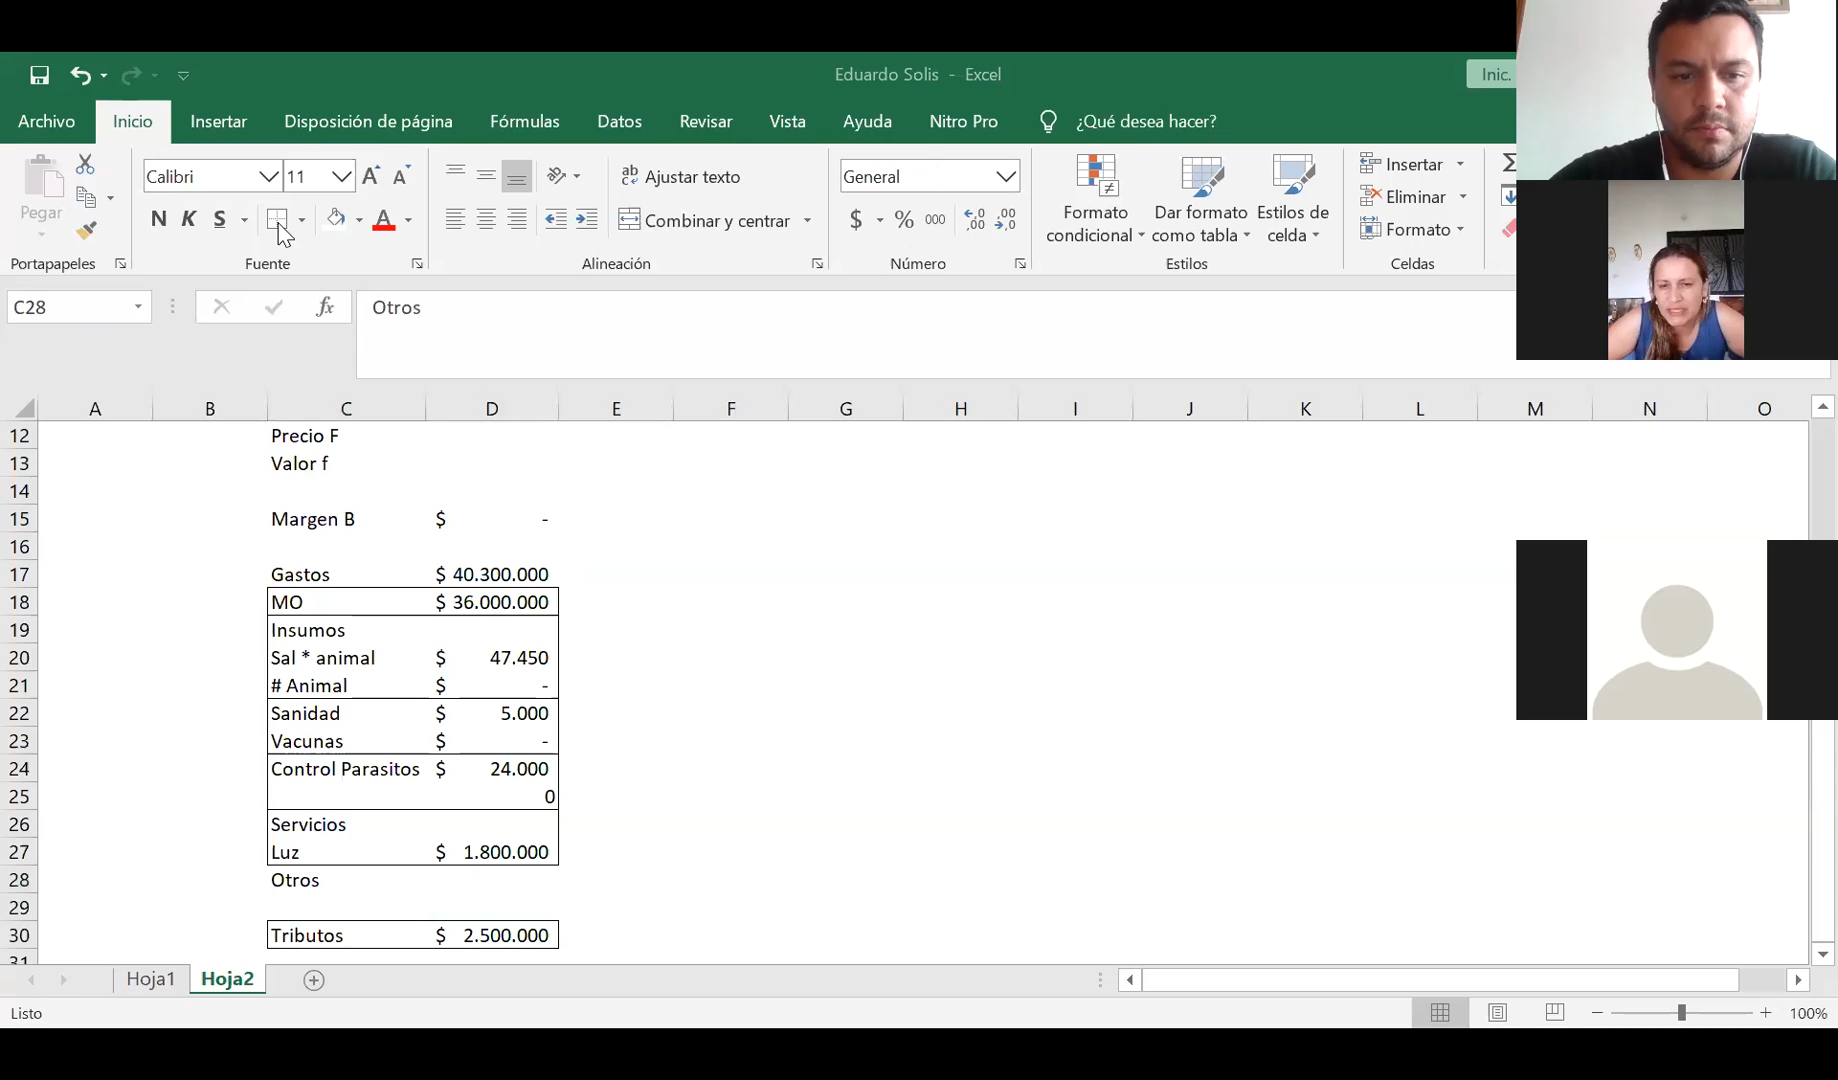 Eduardo Solis - Excel
Inic.
Archivo Inicio Insertar Disposición de página Fórmulas Datos Revisar Vista Ayuda Nitro Pro ¿Qué desea hacer?
Pegar
Calibri 11
N K S A
Ajustar texto
Combinar y centrar
General
$ % 000
Formato condicional
Dar formato como tabla
Estilos de celda
Insertar
Eliminar
Formato
Portapapeles Fuente Alineación Número Estilos Celdas
C28 fx Otros
A B C D E F G H I J K L M N O
12 Precio F
13 Valor f
14
15 Margen B $ -
16
17 Gastos $ 40.300.000
18 MO $ 36.000.000
19 Insumos
20 Sal * animal $ 47.450
21 # Animal $ -
22 Sanidad $ 5.000
23 Vacunas $ -
24 Control Parasitos $ 24.000
25 0
26 Servicios
27 Luz $ 1.800.000
28 Otros
29
30 Tributos $ 2.500.000
31
Hoja1 Hoja2
Listo 100%